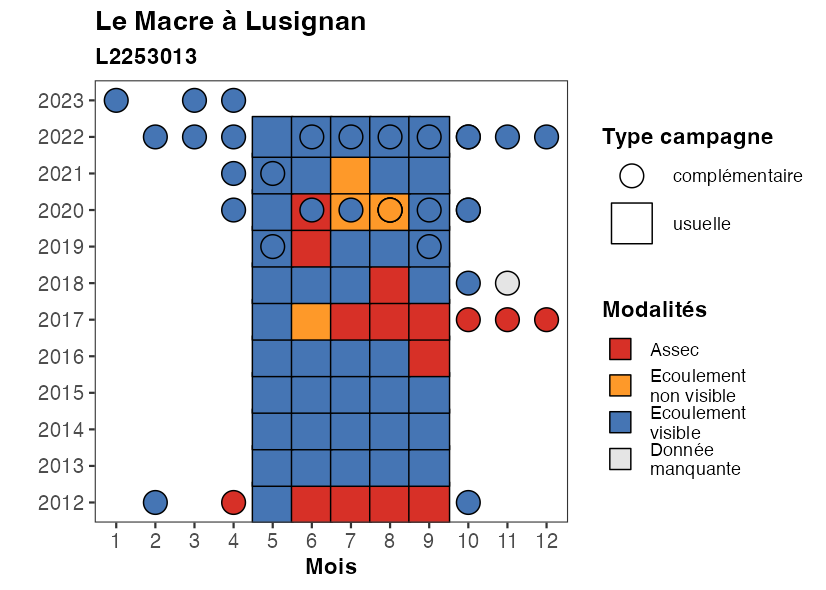 Le Macre à Lusignan
L2253013
2023
2022
2021
2020
2019
2018
2017
2016
2015
2014
2013
2012
1 2 3 4 5 6 7 8 9 10 11 12
Mois
Type campagne
complémentaire
usuelle
Modalités
Assec
Ecoulement
non visible
Ecoulement
visible
Donnée
manquante